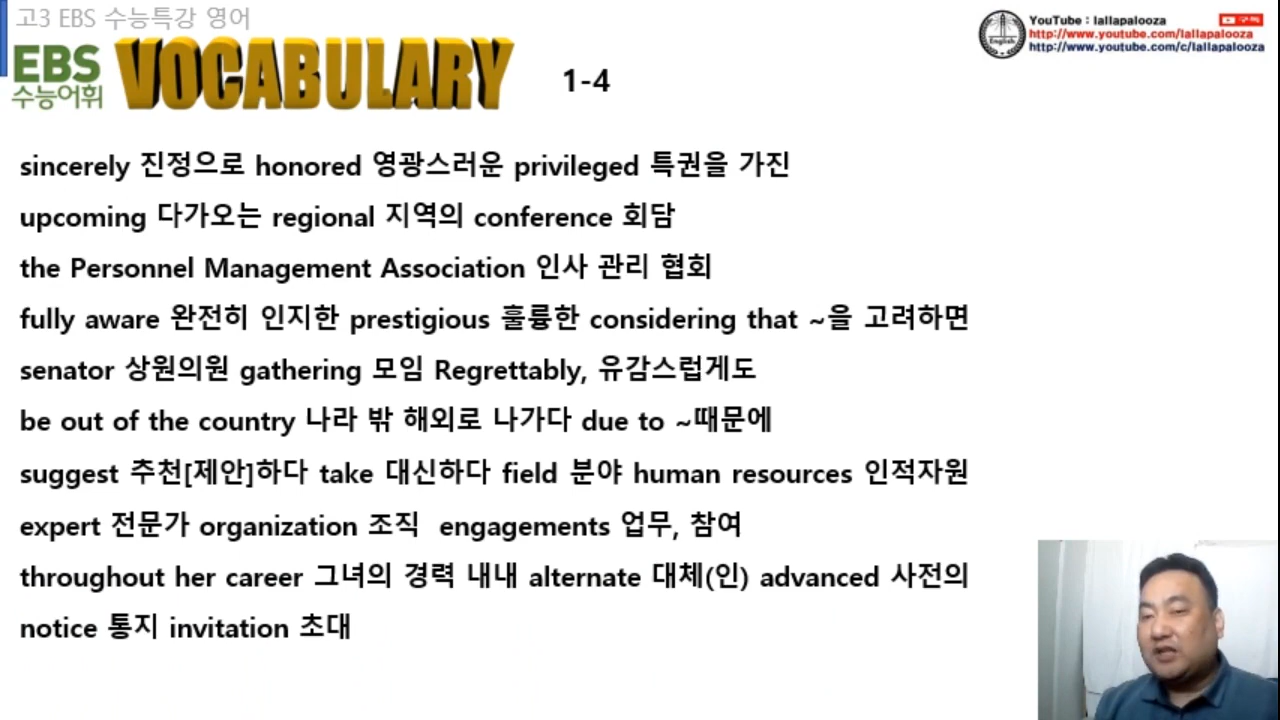 고3 EBS 수능특강 영어
YouTube : lallapalooza 구독
http://www.youtube.com/lallapalooza
http://www.youtube.com/c/lallapalooza
English
EBS 수능어휘
VOCABULARY
1-4
sincerely 진정으로 honored 영광스러운 privileged 특권을 가진
upcoming 다가오는 regional 지역의 conference 회담
the Personnel Management Association 인사 관리 협회
fully aware 완전히 인지한 prestigious 훌륭한 considering that ~을 고려하면
senator 상원의원 gathering 모임 Regrettably, 유감스럽게도
be out of the country 나라 밖 해외로 나가다 due to ~때문에
suggest 추천[제안]하다 take 대신하다 field 분야 human resources 인적자원
expert 전문가 organization 조직 engagements 업무, 참여
throughout her career 그녀의 경력 내내 alternate 대체(인) advanced 사전의
notice 통지 invitation 초대